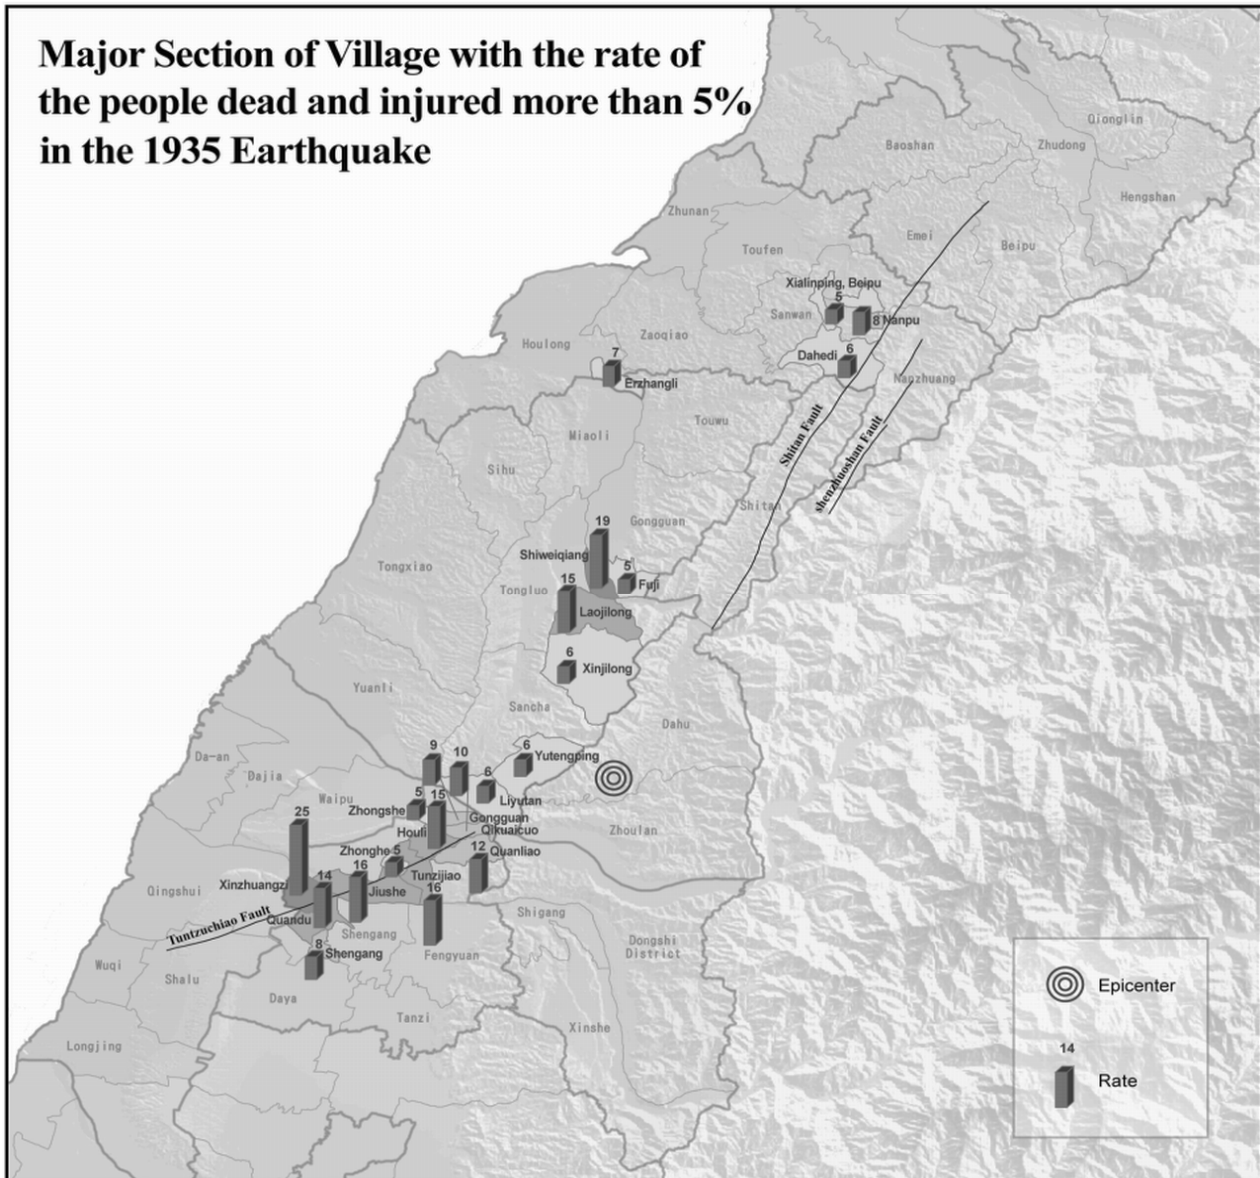 Major Section of Village with the rate of
the people dead and injured more than 5%
in the 1935 Earthquake
Qionglin
Baoshan
Zhudong
Hengshan
Zhunan
Emei
Beipu
Toufen
Xialinping, Beipu
5
Sanwan
8 Nanpu
Zaoqiao
Houlong
Dahedi
6
7
Erzhangli
Nanzhuang
Touwu
Shitan Fault
shenzhuoshan Fault
Miaoli
Sihu
Shitan
19
Gongguan
Shiweiqiang
Tongxiao
5
Fuji
15
Tongluo
Laojilong
6
Xinjilong
Yuanli
Sancha
Dahu
9
10
6
Yutengping
Da-an
Dajia
6
Liyutan
Waipu
5
15
Zhongshe
25
Gongguan
Houli
Qikuaicuo
Zhoulan
Zhonghe
5
12
Quanliao
16
Tunzijiao
Xinzhuangzi
14
Jiushe
Qingshui
16
Quandu
Tuntzuchiao Fault
Shigang
Shengang
8
Shengang
Fengyuan
Dongshi
District
Wuqi
Shalu
Daya
Tanzi
Xinshe
Longjing
Epicenter
14
Rate